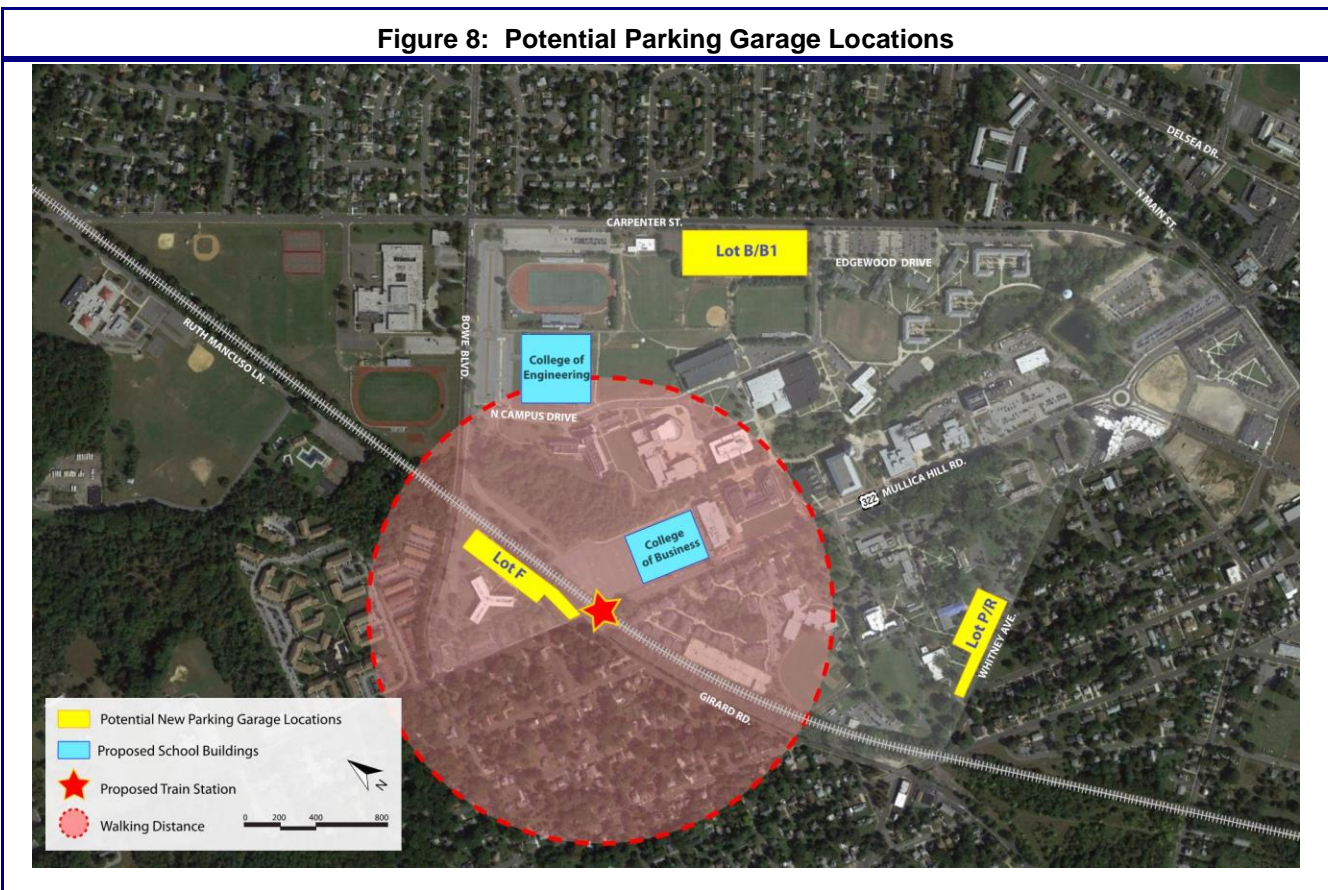 Figure 8: Potential Parking Garage Locations
DELSEA DR.
N MAIN ST.
CARPENTER ST.
Lot B/B1
EDGEWOOD DRIVE
RUTH MANCUSO LN.
BOWE BLVD.
College of
Engineering
N CAMPUS DRIVE
322
MULLICA HILL RD.
College
of Business
Lot F
Lot P/R
WHITNEY AVE.
GIRARD RD.
Potential New Parking Garage Locations
Proposed School Buildings
Proposed Train Station
Walking Distance
N
0 200 400 800